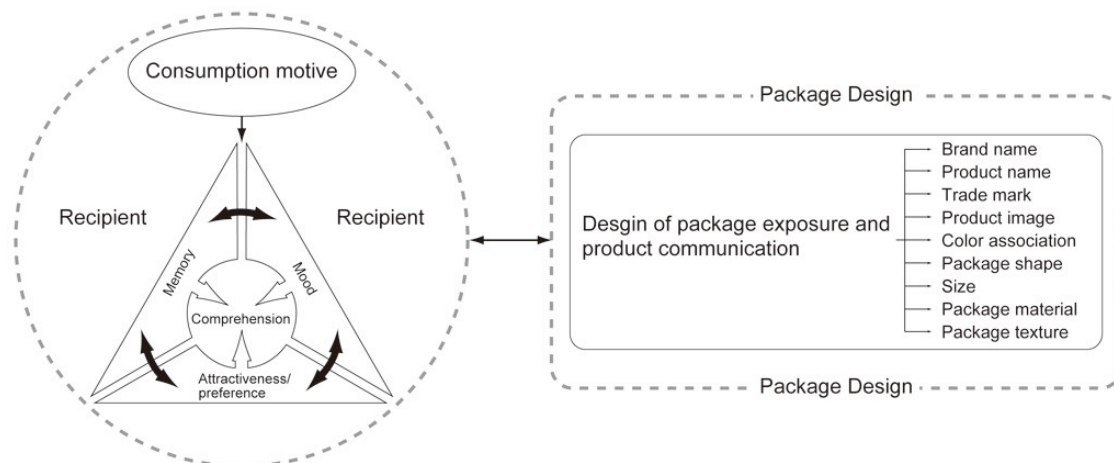 Consumption motive
Recipient
Recipient
Memory
Mood
Comprehension
Attractiveness/
preference
Package Design
Desgin of package exposure and
product communication
Brand name
Product name
Trade mark
Product image
Color association
Package shape
Size
Package material
Package texture
Package Design